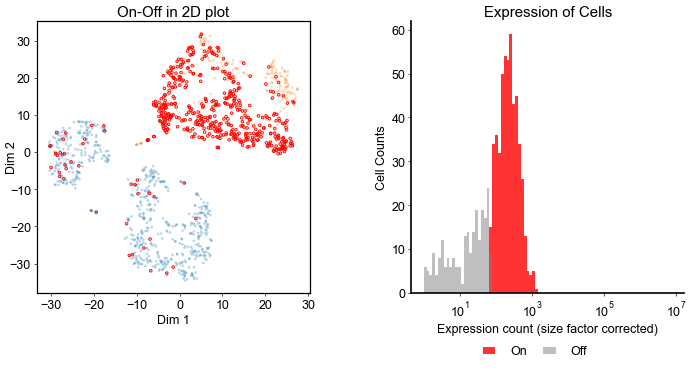 On-Off in 2D plot
30
20
10
0
−10
−20
−30
Dim 2
−30 −20 −10 0 10 20 30
Dim 1
Expression of Cells
60
50
40
30
20
10
0
Cell Counts
10^1 10^3 10^5 10^7
Expression count (size factor corrected)
On Off